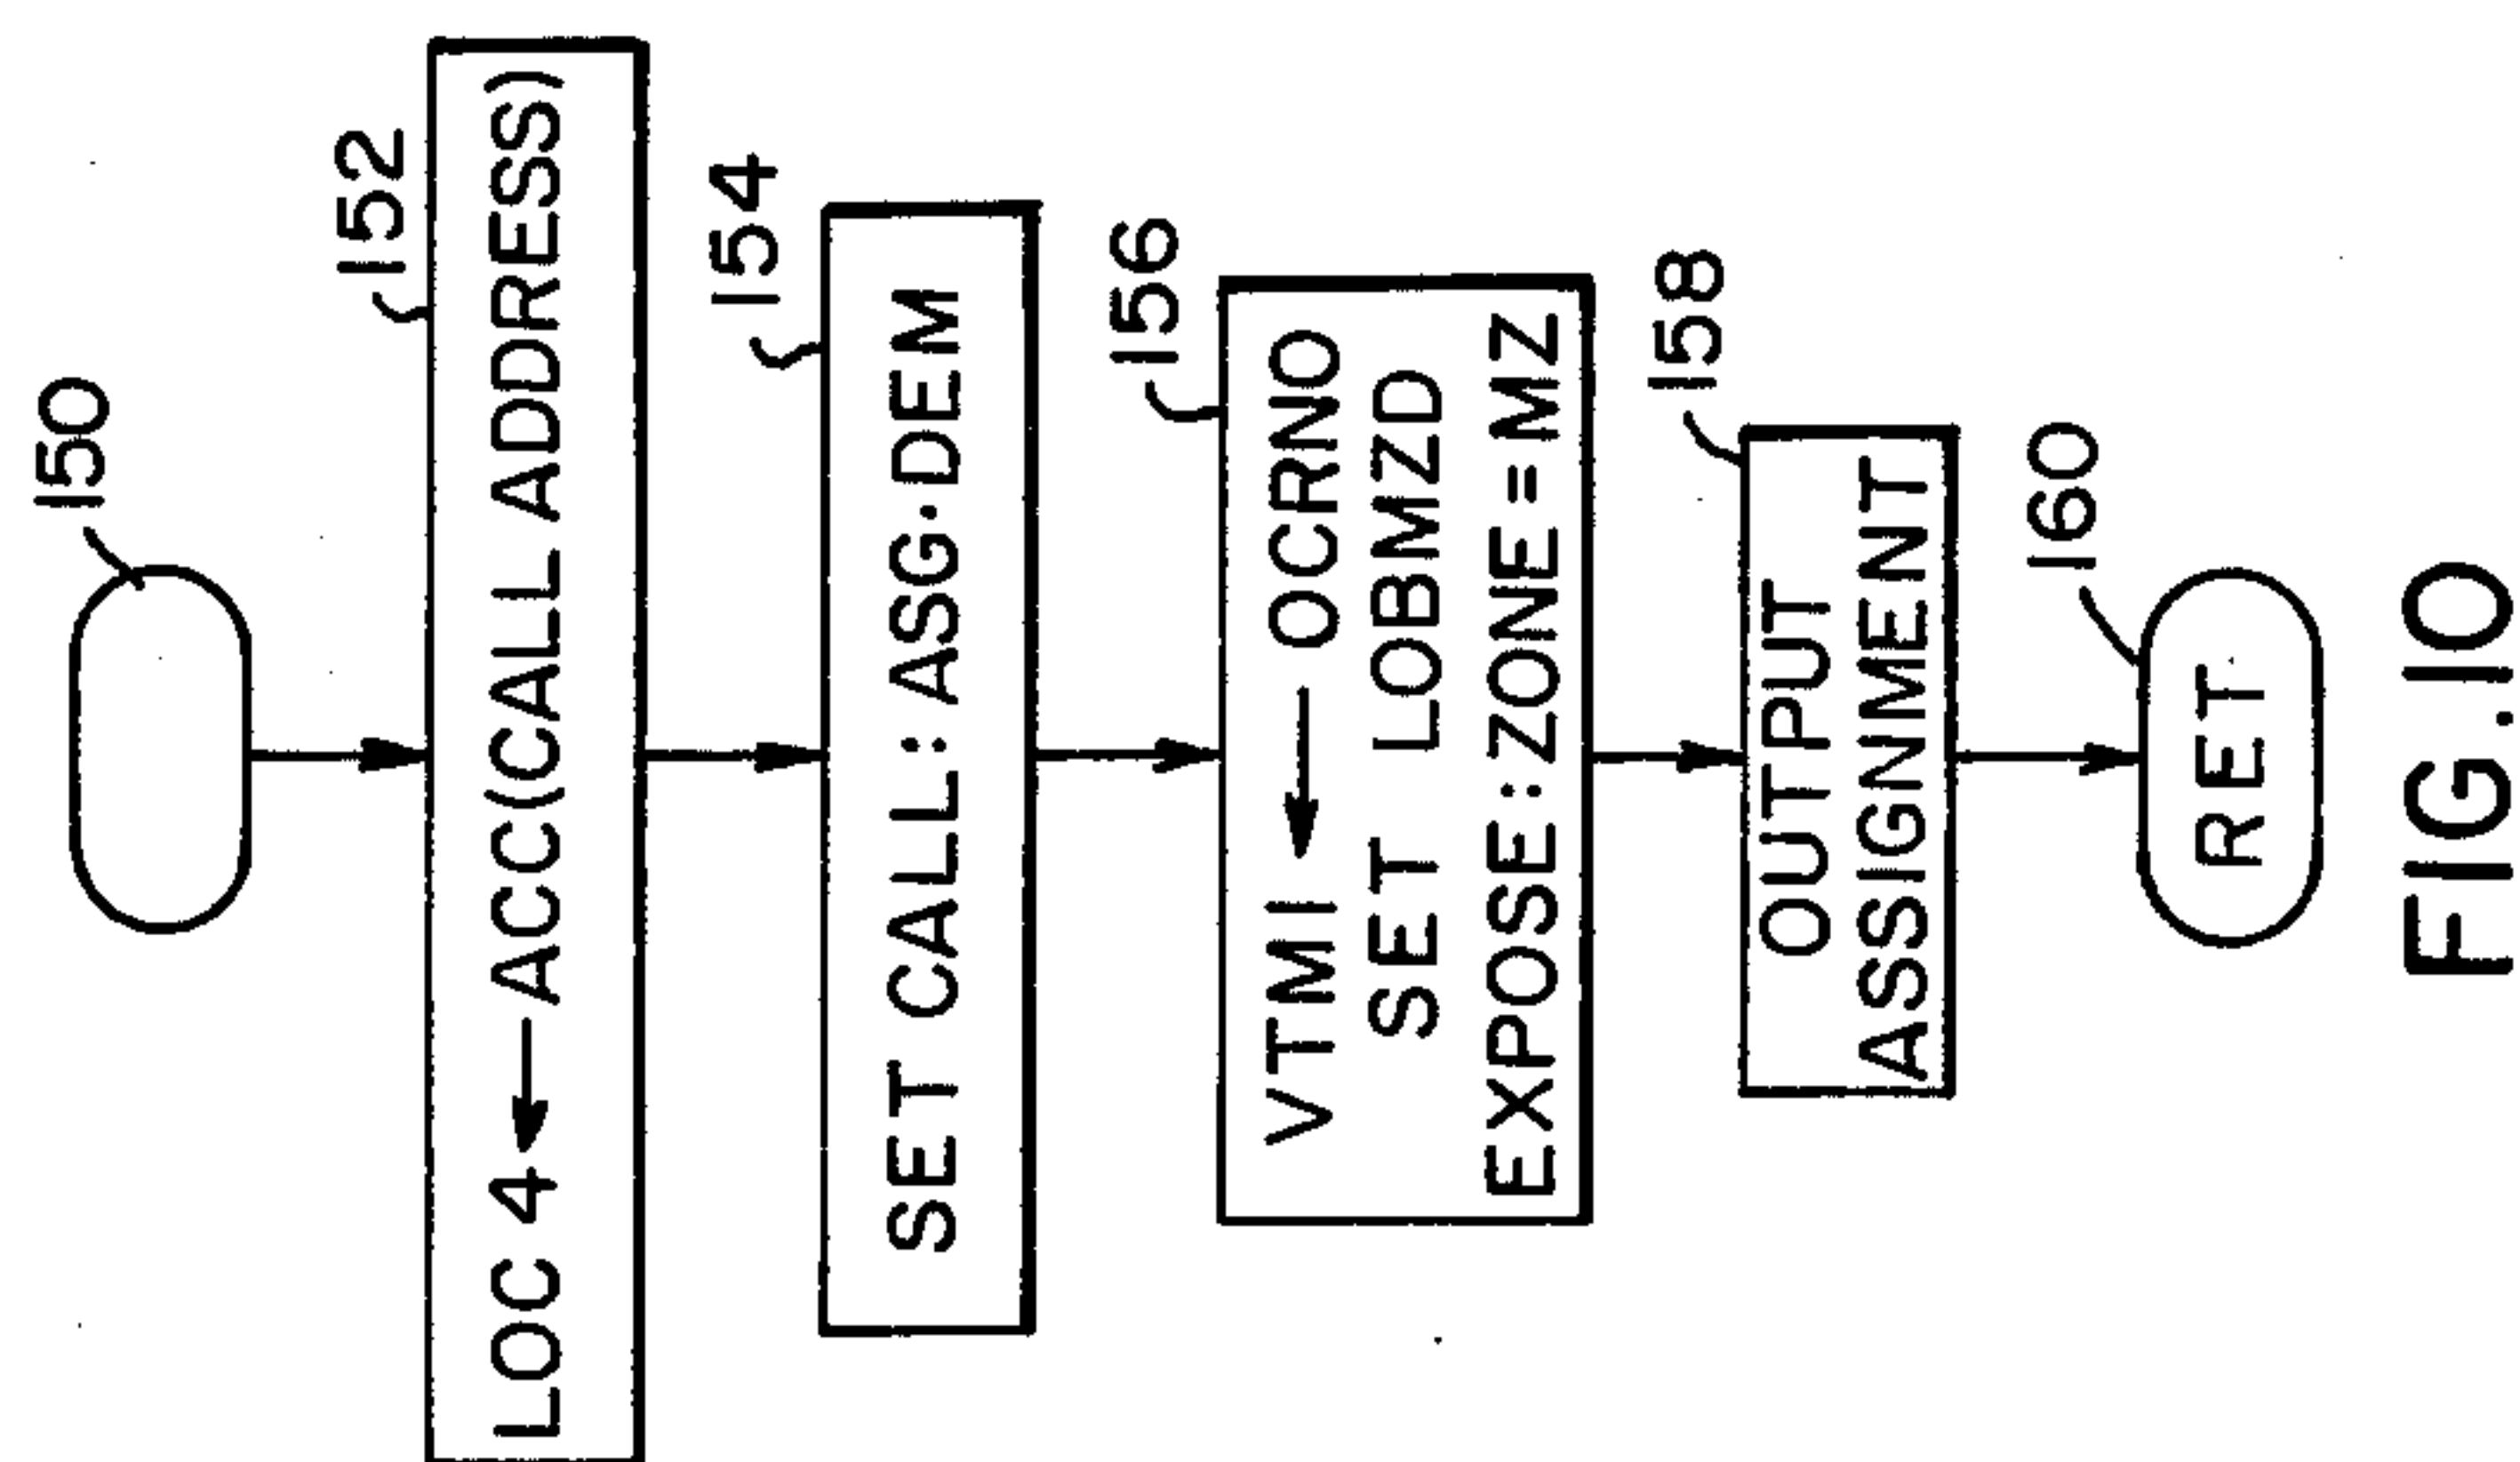 150
152
LOC 4 ← ACC(CALL ADDRESS)
154
SET CALL: ASG·DEM
156
VTMI ← OCRNO
SET LOBMZD
EXPOSE:ZONE=MZ
158
OUTPUT
ASSIGNMENT
160
RET.
FIG.10